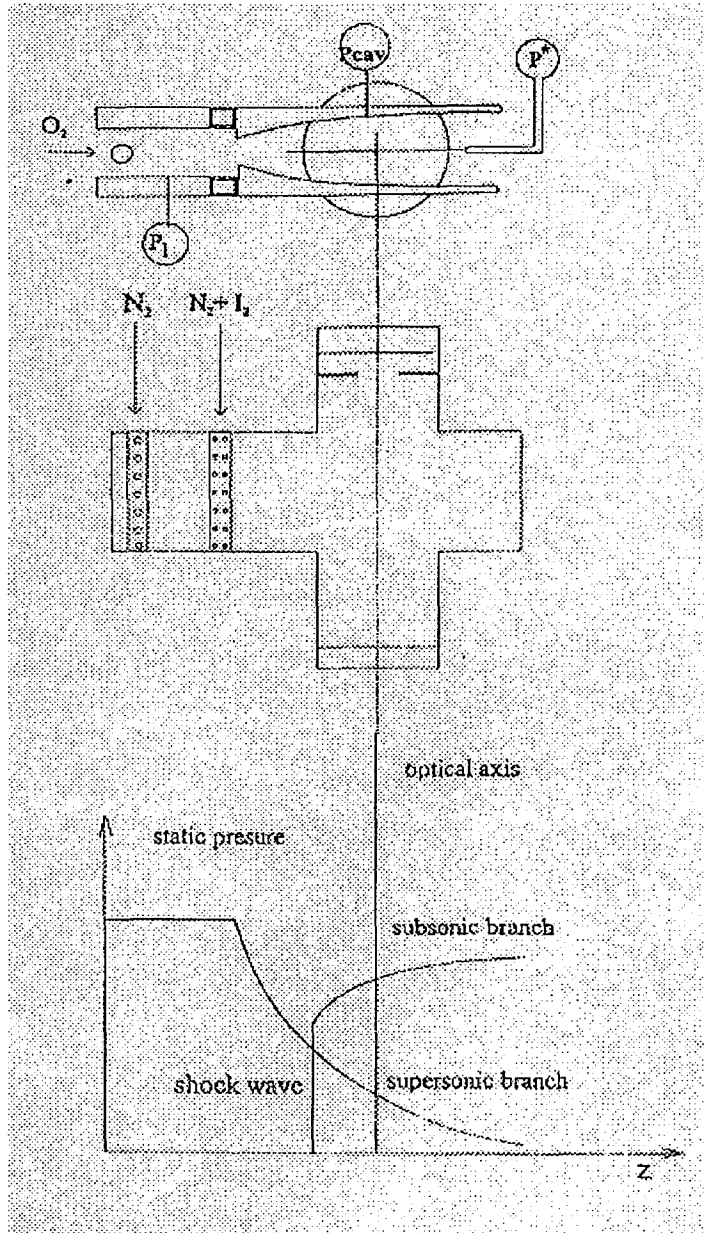 Pcav
P*
O₂
P₁
N₂
N₂+ I₂
optical axis
static presure
subsonic branch
shock wave
supersonic branch
z